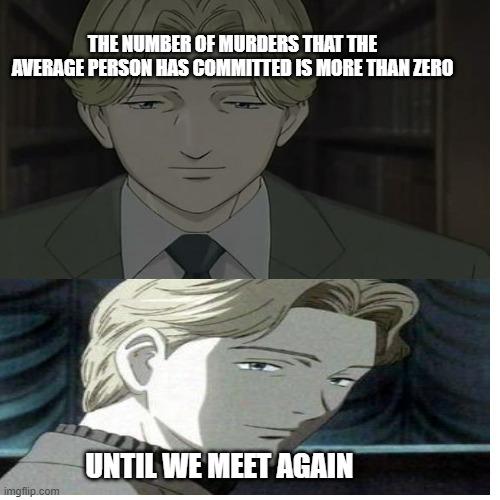 THE NUMBER OF MURDERS THAT THE
AVERAGE PERSON HAS COMMITTED IS MORE THAN ZERO
UNTIL WE MEET AGAIN
imgflip.com